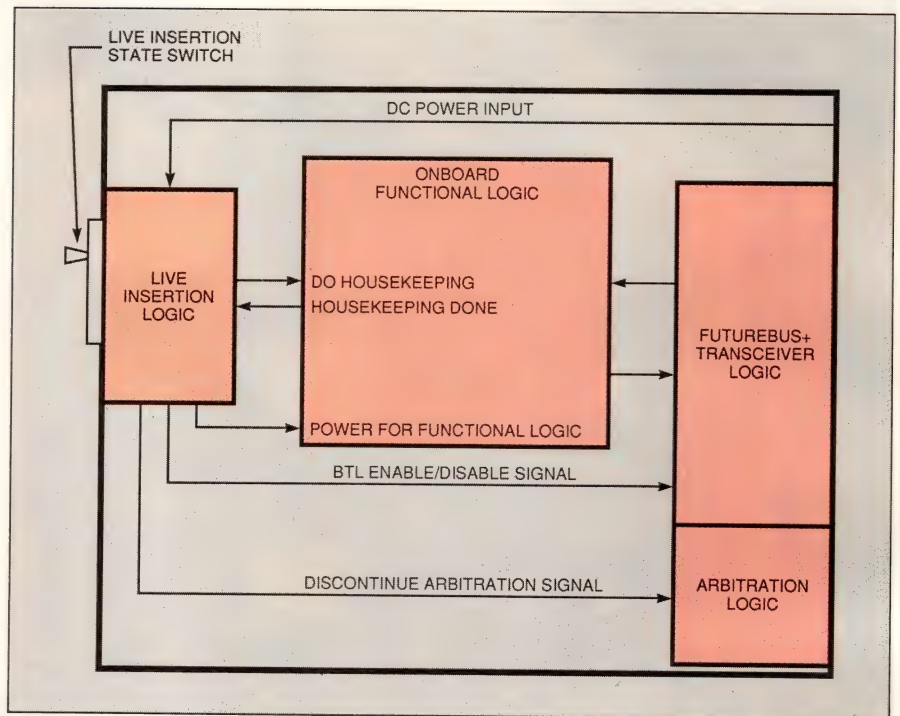 LIVE INSERTION
STATE SWITCH
DC POWER INPUT
ONBOARD
FUNCTIONAL LOGIC
LIVE
INSERTION
LOGIC
DO HOUSEKEEPING
HOUSEKEEPING DONE
FUTUREBUS+
TRANSCEIVER
LOGIC
POWER FOR FUNCTIONAL LOGIC
BTL ENABLE/DISABLE SIGNAL
DISCONTINUE ARBITRATION SIGNAL
ARBITRATION
LOGIC